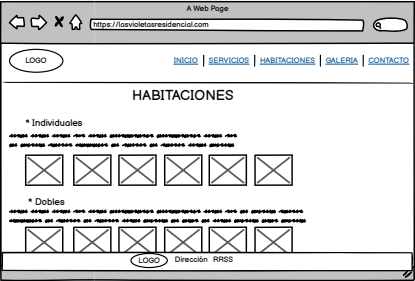 A Web Page
https://lasvioletasresidencial.com
LOGO
INICIO | SERVICIOS | HABITACIONES | GALERIA | CONTACTO
HABITACIONES
* Individuales
* Dobles
LOGO Dirección RRSS